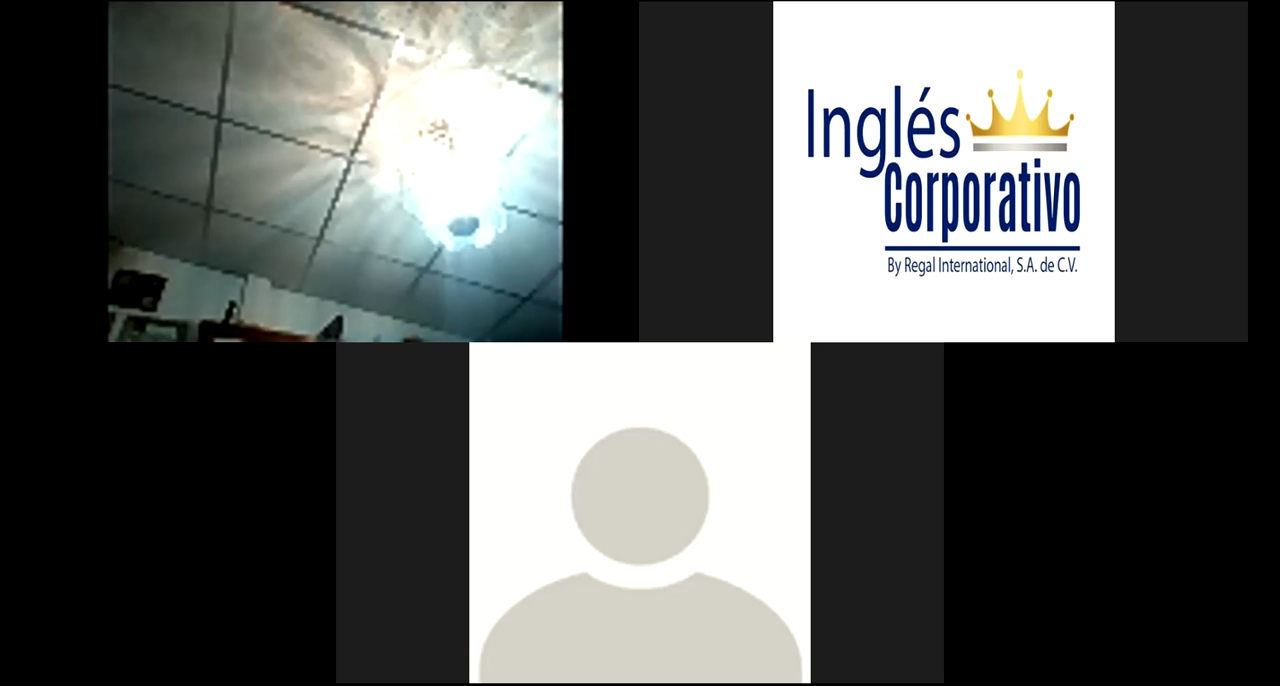 Inglés
Corporativo
By Regal International, S.A. de C.V.